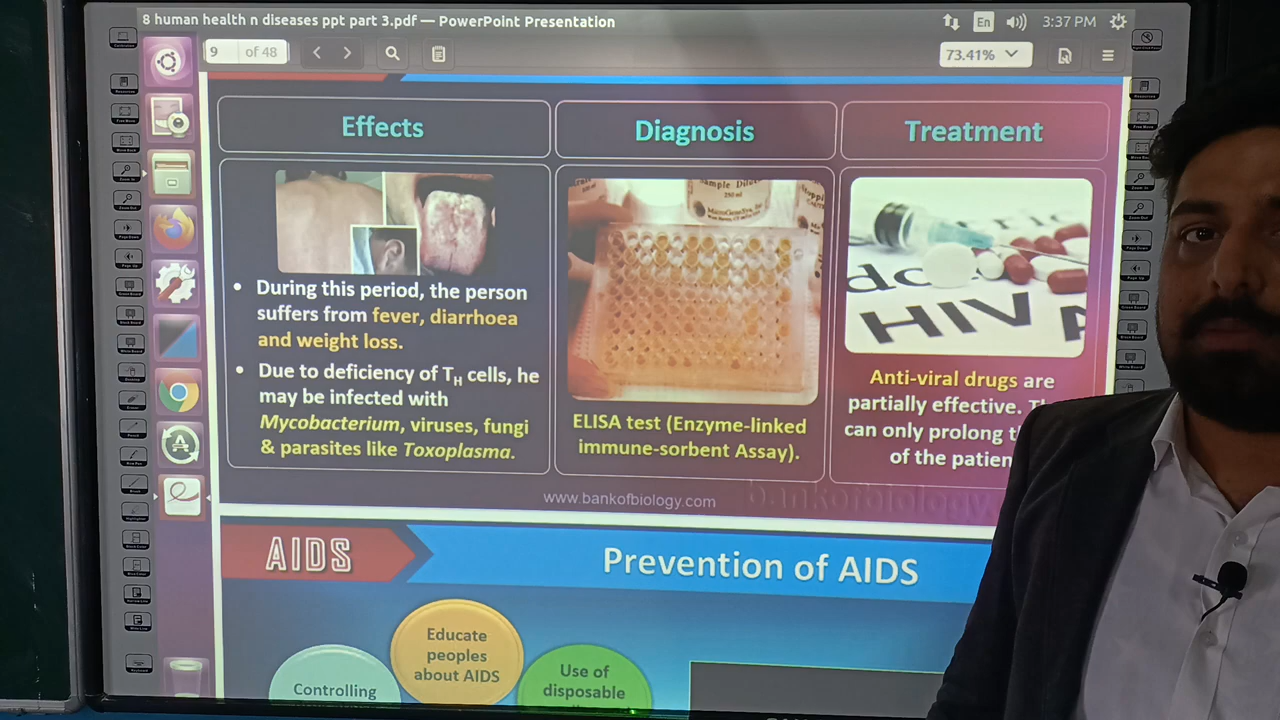 8 human health n diseases ppt part 3.pdf — PowerPoint Presentation
En
3:37 PM
9 of 48
73.41%
Effects
Diagnosis
Treatment
During this period, the person
suffers from fever, diarrhoea
and weight loss.
Due to deficiency of TH cells, he
may be infected with
Mycobacterium, viruses, fungi
& parasites like Toxoplasma.
Sample
250 ml
ELISA test (Enzyme-linked
immune-sorbent Assay).
HIV
Anti-viral drugs are
partially effective.
can only prolong
of the
www.bankofbiology.com
bankofbiology
AIDS
Prevention of AIDS
Educate
peoples
about AIDS
Controlling
Use of
disposable